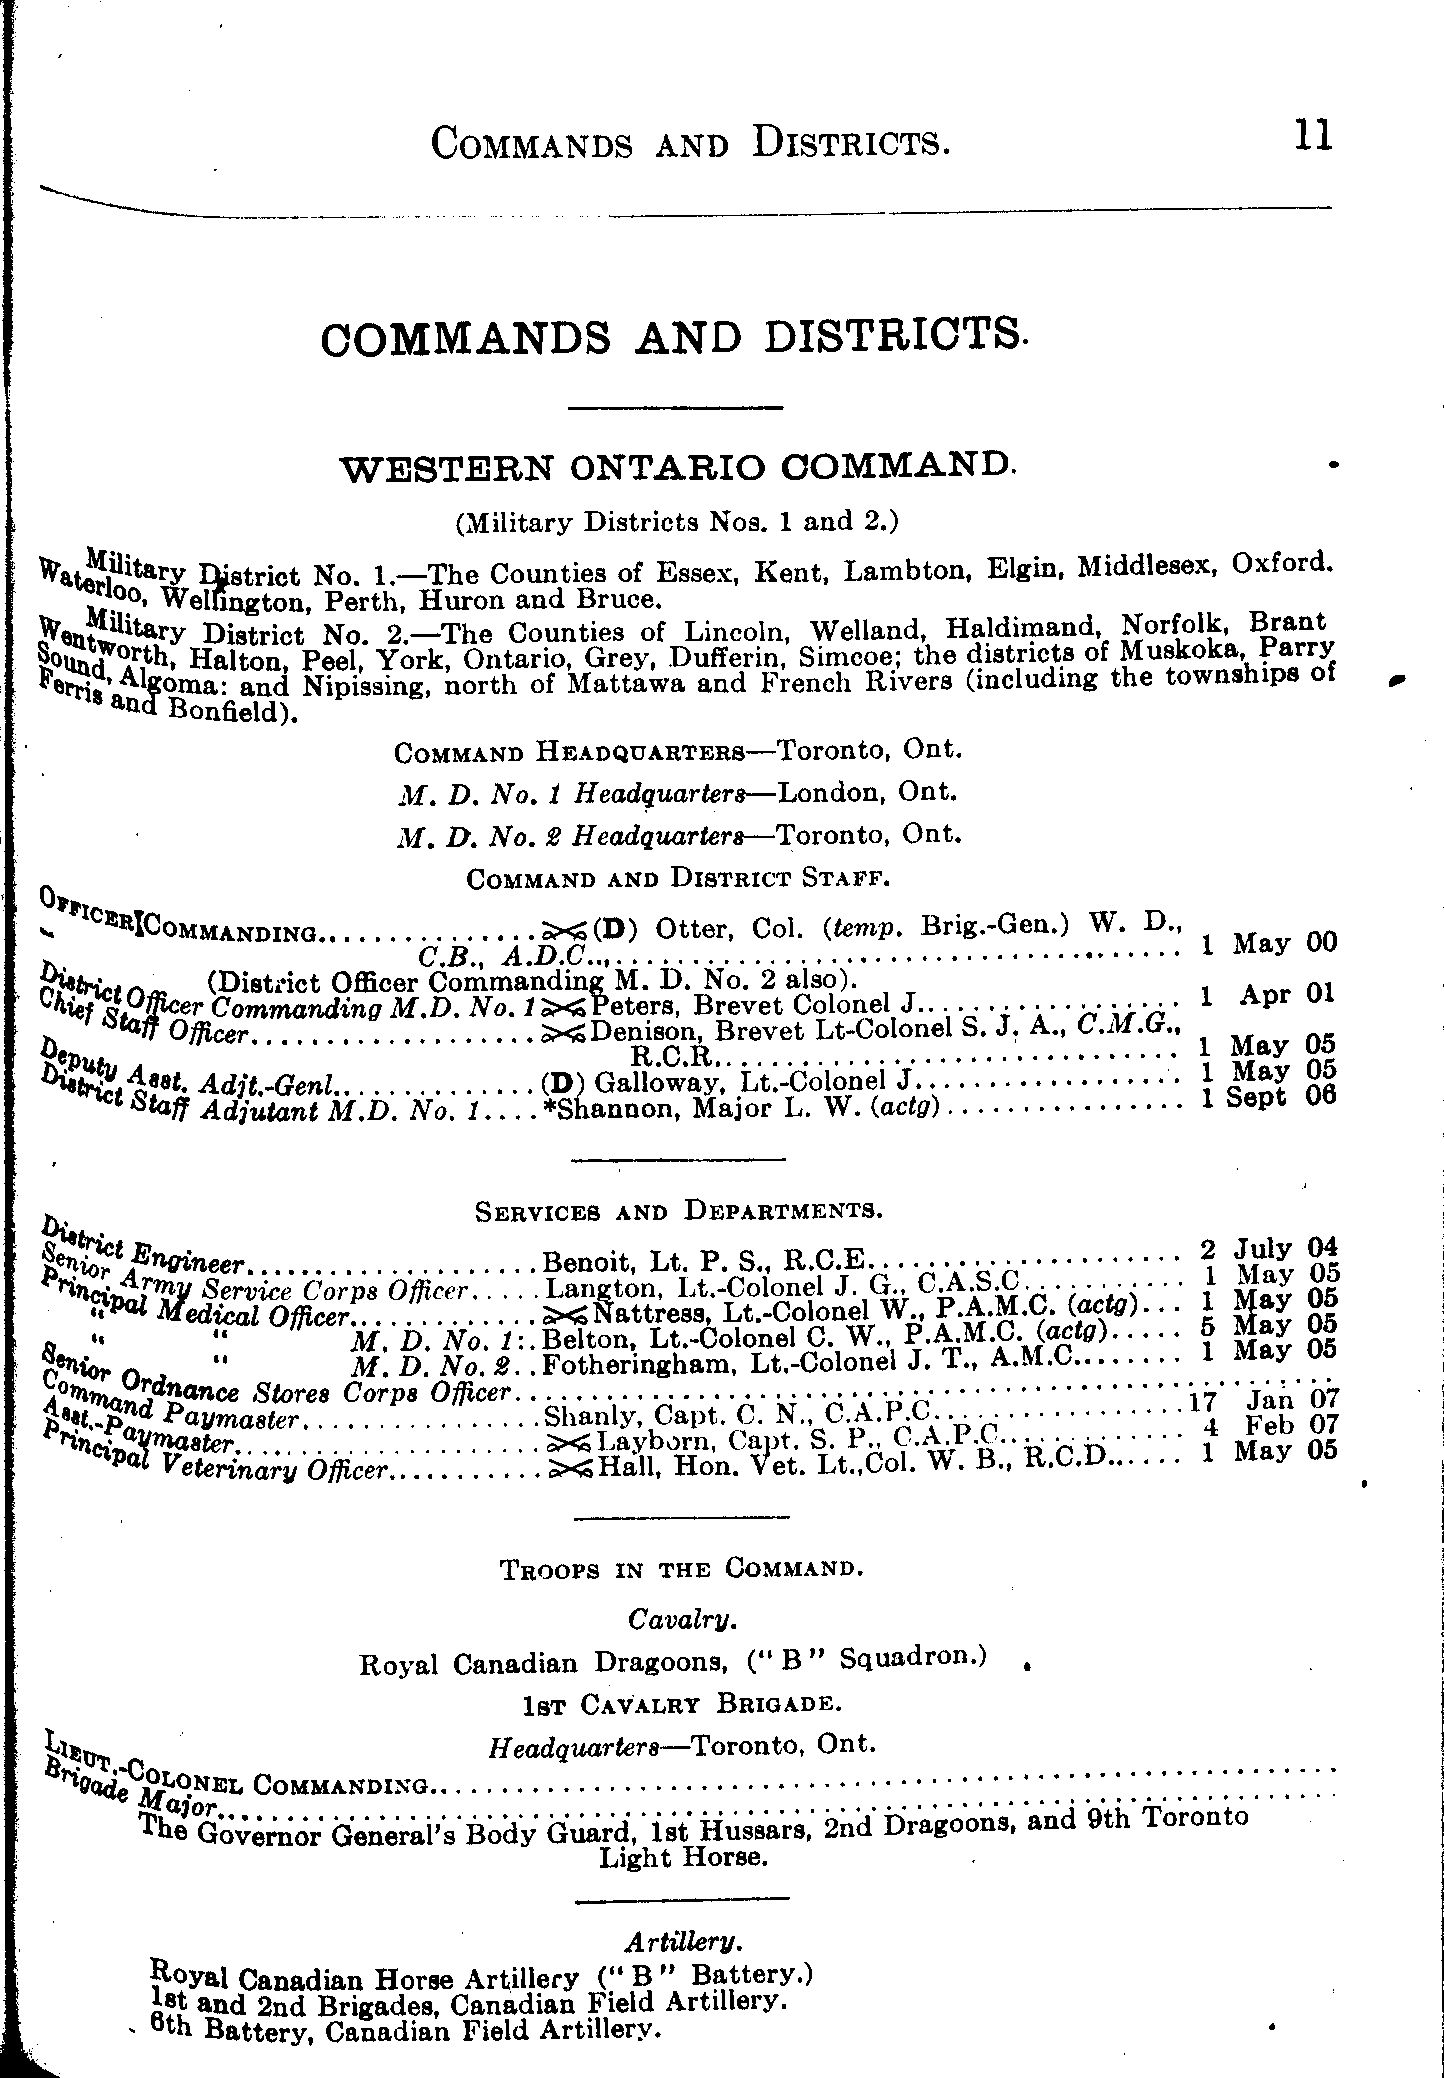 COMMANDS AND DISTRICTS. 11
COMMANDS AND DISTRICTS.
WESTERN ONTARIO COMMAND.
(Military Districts Nos. 1 and 2.)
Military District No. 1.—The Counties of Essex, Kent, Lambton, Elgin, Middlesex, Oxford.
Waterloo, Wellington, Perth, Huron and Bruce.
Military District No. 2.—The Counties of Lincoln, Welland, Haldimand, Norfolk, Brant
Wentworth, Halton, Peel, York, Ontario, Grey, Dufferin, Simcoe; the districts of Muskoka, Parry
Sound, Algoma: and Nipissing, north of Mattawa and French Rivers (including the townships of
Ferris and Bonfield).
COMMAND HEADQUARTERS—Toronto, Ont.
M. D. No. 1 Headquarters—London, Ont.
M. D. No. 2 Headquarters—Toronto, Ont.
COMMAND AND DISTRICT STAFF.
OFFICER COMMANDING................⚔(D) Otter, Col. (temp. Brig.-Gen.) W. D.,
C.B., A.D.C.......................................... 1 May 00
(District Officer Commanding M. D. No. 2 also).
District Officer Commanding M.D. No. 1⚔Peters, Brevet Colonel J.................... 1 Apr 01
Chief Staff Officer....................⚔Denison, Brevet Lt-Colonel S. J. A., C.M.G.,
R.C.R................................ 1 May 05
Deputy Asst. Adjt.-Genl...............(D) Galloway, Lt.-Colonel J.................... 1 May 05
District Staff Adjutant M.D. No. 1....*Shannon, Major L. W. (actg)................. 1 Sept 06
SERVICES AND DEPARTMENTS.
District Engineer......................Benoit, Lt. P. S., R.C.E........................ 2 July 04
Senior Army Service Corps Officer.....Langton, Lt.-Colonel J. G., C.A.S.C............ 1 May 05
Principal Medical Officer..............⚔Nattress, Lt.-Colonel W., P.A.M.C. (actg)... 1 May 05
" " M. D. No. 1:.Belton, Lt.-Colonel C. W., P.A.M.C. (actg)..... 5 May 05
" " M. D. No. 2..Fotheringham, Lt.-Colonel J. T., A.M.C........ 1 May 05
Senior Ordnance Stores Corps Officer................................................
Command Paymaster..................Shanly, Capt. C. N., C.A.P.C...................17 Jan 07
Asst.-Paymaster.......................⚔Layborn, Capt. S. P., C.A.P.C.............. 4 Feb 07
Principal Veterinary Officer...........⚔Hall, Hon. Vet. Lt.,Col. W. B., R.C.D...... 1 May 05
TROOPS IN THE COMMAND.
Cavalry.
Royal Canadian Dragoons, ("B" Squadron.)
1ST CAVALRY BRIGADE.
Headquarters—Toronto, Ont.
LIEUT.-COLONEL COMMANDING................................................
Brigade Major................................................................
The Governor General's Body Guard, 1st Hussars, 2nd Dragoons, and 9th Toronto
Light Horse.
Artillery.
Royal Canadian Horse Artillery ("B" Battery.)
1st and 2nd Brigades, Canadian Field Artillery.
6th Battery, Canadian Field Artillery.